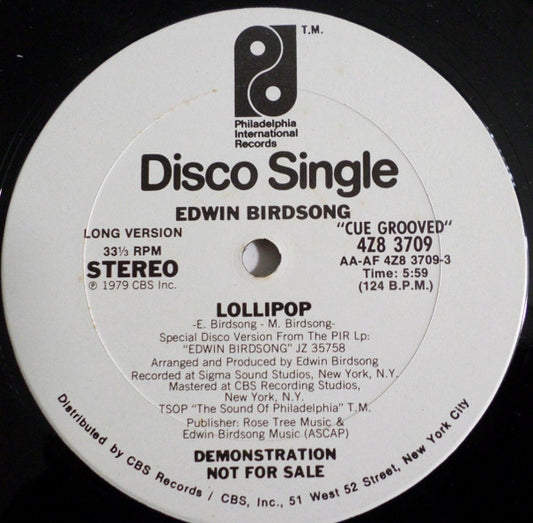 T.M.
Philadelphia
International
Records
Disco Single
EDWIN BIRDSONG
LONG VERSION
33⅓ RPM
STEREO
℗ 1979 CBS Inc.
"CUE GROOVED"
4Z8 3709
AA-AF 4Z8 3709-3
Time: 5:59
(124 B.P.M.)
LOLLIPOP
-E. Birdsong - M. Birdsong-
Special Disco Version From The PIR Lp:
"EDWIN BIRDSONG" JZ 35758
Arranged and Produced by Edwin Birdsong
Recorded at Sigma Sound Studios, New York, N.Y.
Mastered at CBS Recording Studios,
New York, N.Y.
TSOP "The Sound Of Philadelphia" T.M.
Publisher: Rose Tree Music &
Edwin Birdsong Music (ASCAP)
DEMONSTRATION
NOT FOR SALE
Distributed by CBS Records / CBS, Inc., 51 West 52 Street, New York City